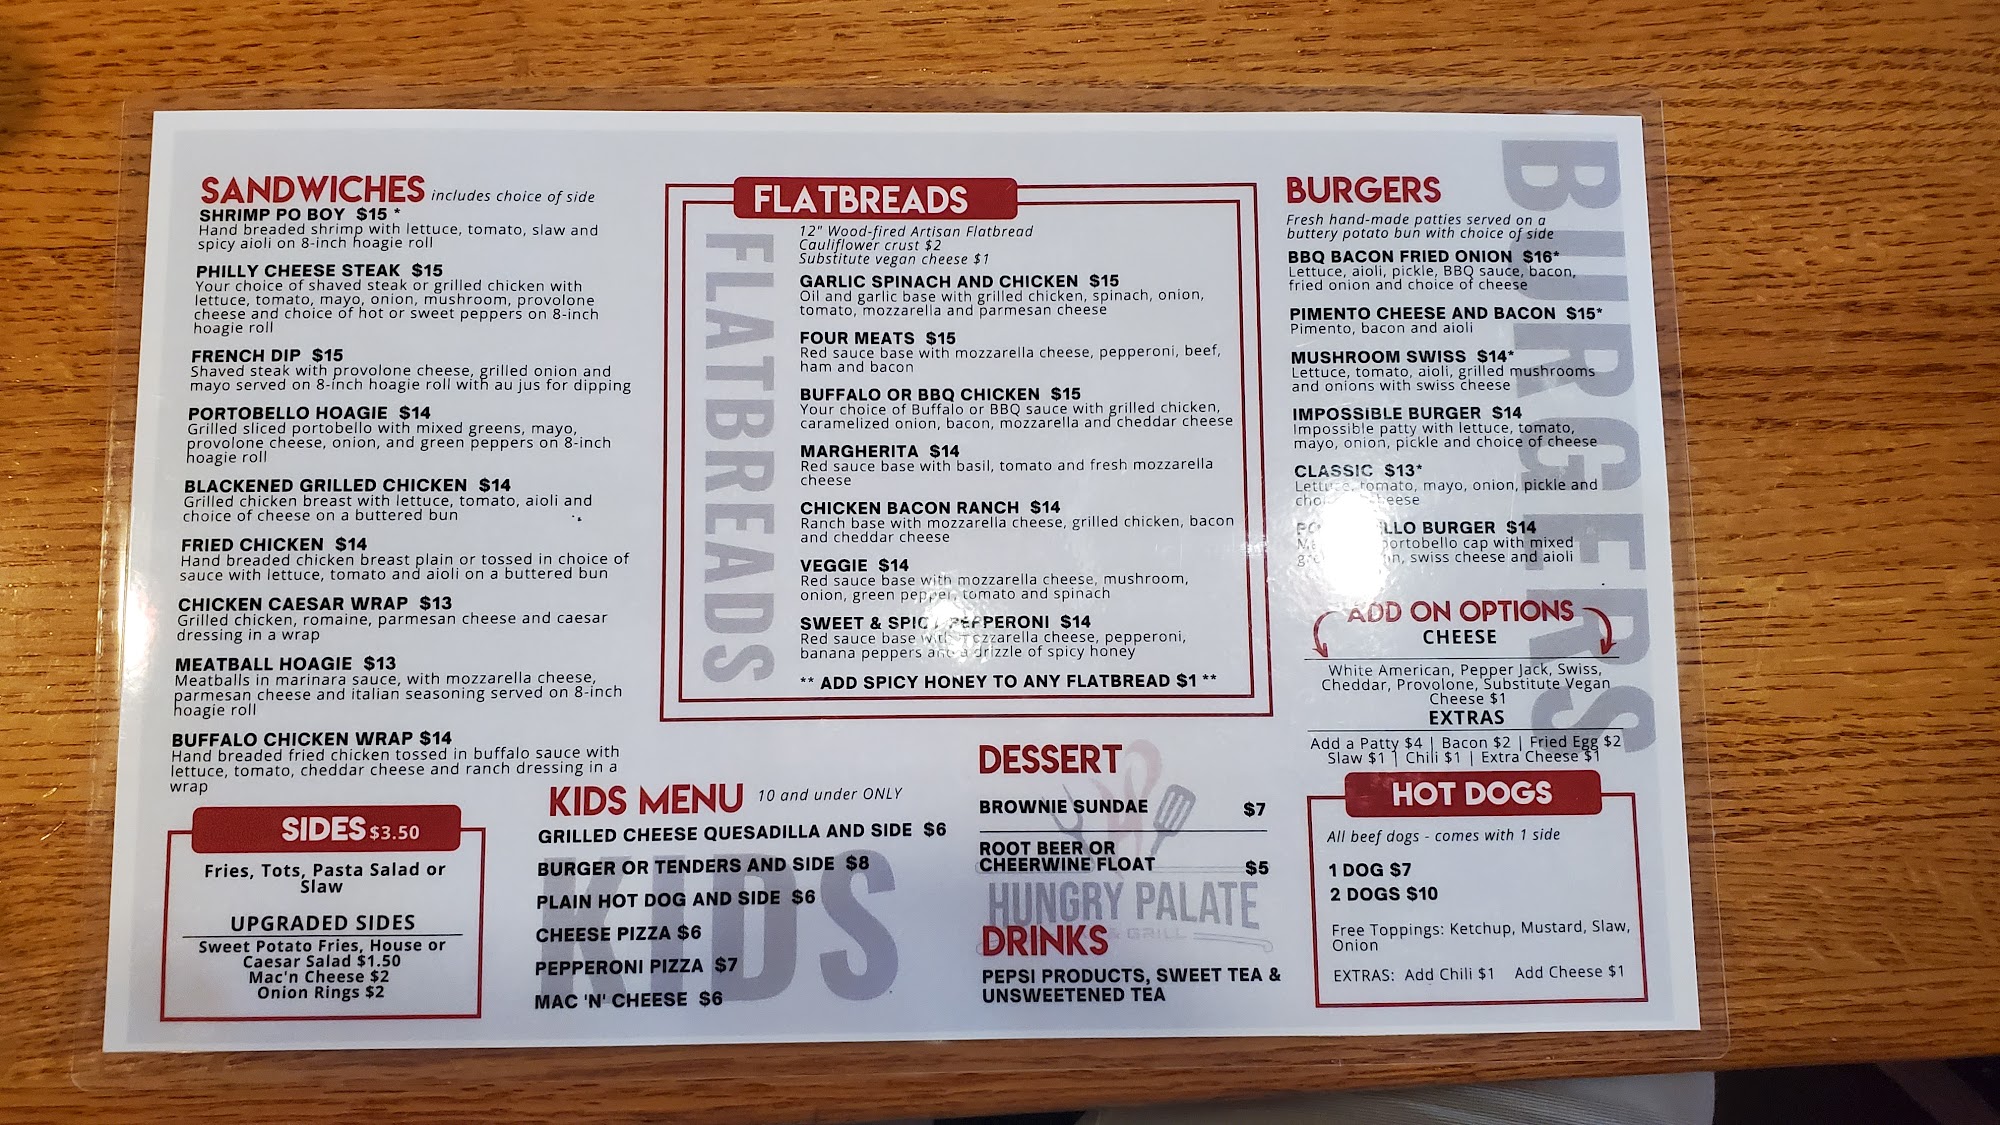 SANDWICHES includes choice of side
SHRIMP PO BOY $15 *
Hand breaded shrimp with lettuce, tomato, slaw and
spicy aioli on 8-inch hoagie roll
PHILLY CHEESE STEAK $15
Your choice of shaved steak or grilled chicken with
lettuce, tomato, mayo, onion, mushroom, provolone
cheese and choice of hot or sweet peppers on 8-inch
hoagie roll
FRENCH DIP $15
Shaved steak with provolone cheese, grilled onion and
mayo served on 8-inch hoagie roll with au jus for dipping
PORTOBELLO HOAGIE $14
Grilled sliced portobello with mixed greens, mayo,
provolone cheese, onion, and green peppers on 8-inch
hoagie roll
BLACKENED GRILLED CHICKEN $14
Grilled chicken breast with lettuce, tomato, aioli and
choice of cheese on a buttered bun
FRIED CHICKEN $14
Hand breaded chicken breast plain or tossed in choice of
sauce with lettuce, tomato and aioli on a buttered bun
CHICKEN CAESAR WRAP $13
Grilled chicken, romaine, parmesan cheese and caesar
dressing in a wrap
MEATBALL HOAGIE $13
Meatballs in marinara sauce, with mozzarella cheese,
parmesan cheese and italian seasoning served on 8-inch
hoagie roll
BUFFALO CHICKEN WRAP $14
Hand breaded fried chicken tossed in buffalo sauce with
lettuce, tomato, cheddar cheese and ranch dressing in a
wrap
SIDES $3.50
Fries, Tots, Pasta Salad or
Slaw
UPGRADED SIDES
Sweet Potato Fries, House or
Caesar Salad $1.50
Mac'n Cheese $2
Onion Rings $2
FLATBREADS
FLATBREADS
12" Wood-fired Artisan Flatbread
Cauliflower crust $2
Substitute vegan cheese $1
GARLIC SPINACH AND CHICKEN $15
Oil and garlic base with grilled chicken, spinach, onion,
tomato, mozzarella and parmesan cheese
FOUR MEATS $15
Red sauce base with mozzarella cheese, pepperoni, beef,
ham and bacon
BUFFALO OR BBQ CHICKEN $15
Your choice of Buffalo or BBQ sauce with grilled chicken,
caramelized onion, bacon, mozzarella and cheddar cheese
MARGHERITA $14
Red sauce base with basil, tomato and fresh mozzarella
cheese
CHICKEN BACON RANCH $14
Ranch base with mozzarella cheese, grilled chicken, bacon
and cheddar cheese
VEGGIE $14
Red sauce base with mozzarella cheese, mushroom,
onion, green pepper, tomato and spinach
SWEET & SPICY PEPPERONI $14
Red sauce base with mozzarella cheese, pepperoni,
banana peppers and a drizzle of spicy honey
** ADD SPICY HONEY TO ANY FLATBREAD $1 **
KIDS MENU 10 and under ONLY
KIDS
GRILLED CHEESE QUESADILLA AND SIDE $6
BURGER OR TENDERS AND SIDE $8
PLAIN HOT DOG AND SIDE $6
CHEESE PIZZA $6
PEPPERONI PIZZA $7
MAC 'N' CHEESE $6
DESSERT
BROWNIE SUNDAE $7
ROOT BEER OR
CHEERWINE FLOAT $5
HUNGRY PALATE
& GRILL
DRINKS
PEPSI PRODUCTS, SWEET TEA &
UNSWEETENED TEA
BURGERS
BURGERS
Fresh hand-made patties served on a
buttery potato bun with choice of side
BBQ BACON FRIED ONION $16*
Lettuce, aioli, pickle, BBQ sauce, bacon,
fried onion and choice of cheese
PIMENTO CHEESE AND BACON $15*
Pimento, bacon and aioli
MUSHROOM SWISS $14*
Lettuce, tomato, aioli, grilled mushrooms
and onions with swiss cheese
IMPOSSIBLE BURGER $14
Impossible patty with lettuce, tomato,
mayo, onion, pickle and choice of cheese
CLASSIC $13*
Lettuce, tomato, mayo, onion, pickle and
cheese
BURGER $14
portobello cap with mixed
swiss cheese and aioli
ADD ON OPTIONS
CHEESE
White American, Pepper Jack, Swiss,
Cheddar, Provolone, Substitute Vegan
Cheese $1
EXTRAS
Add a Patty $4 | Bacon $2 | Fried Egg $2
Slaw $1 | Chili $1 | Extra Cheese $1
HOT DOGS
All beef dogs - comes with 1 side
1 DOG $7
2 DOGS $10
Free Toppings: Ketchup, Mustard, Slaw,
Onion
EXTRAS: Add Chili $1 Add Cheese $1